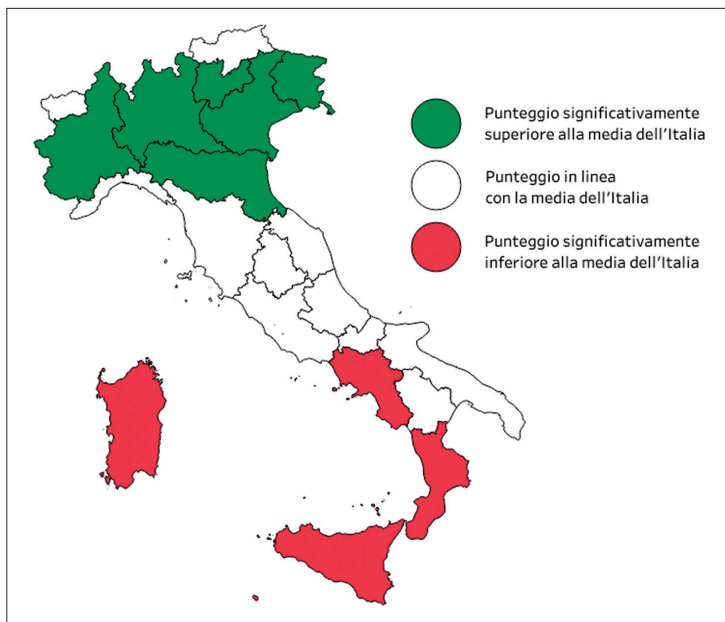 Punteggio significativamente
superiore alla media dell'Italia
Punteggio in linea
con la media dell'Italia
Punteggio significativamente
inferiore alla media dell'Italia